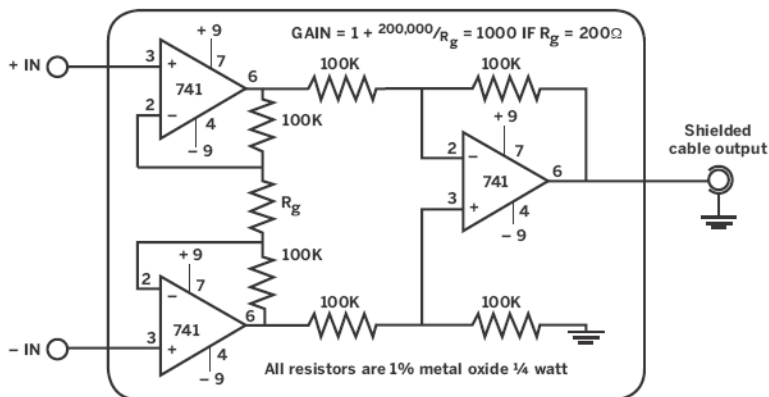 + 9
GAIN = 1 + 200,000/Rg = 1000 IF Rg = 200Ω
+ IN
3
+
7
741
6
2
−
4
− 9
100K
100K
100K
Rg
100K
+ 9
2
−
7
741
6
3
+
4
− 9
− IN
+ 9
2
−
7
741
6
3
+
4
− 9
Shielded
cable output
100K
100K
All resistors are 1% metal oxide ¼ watt